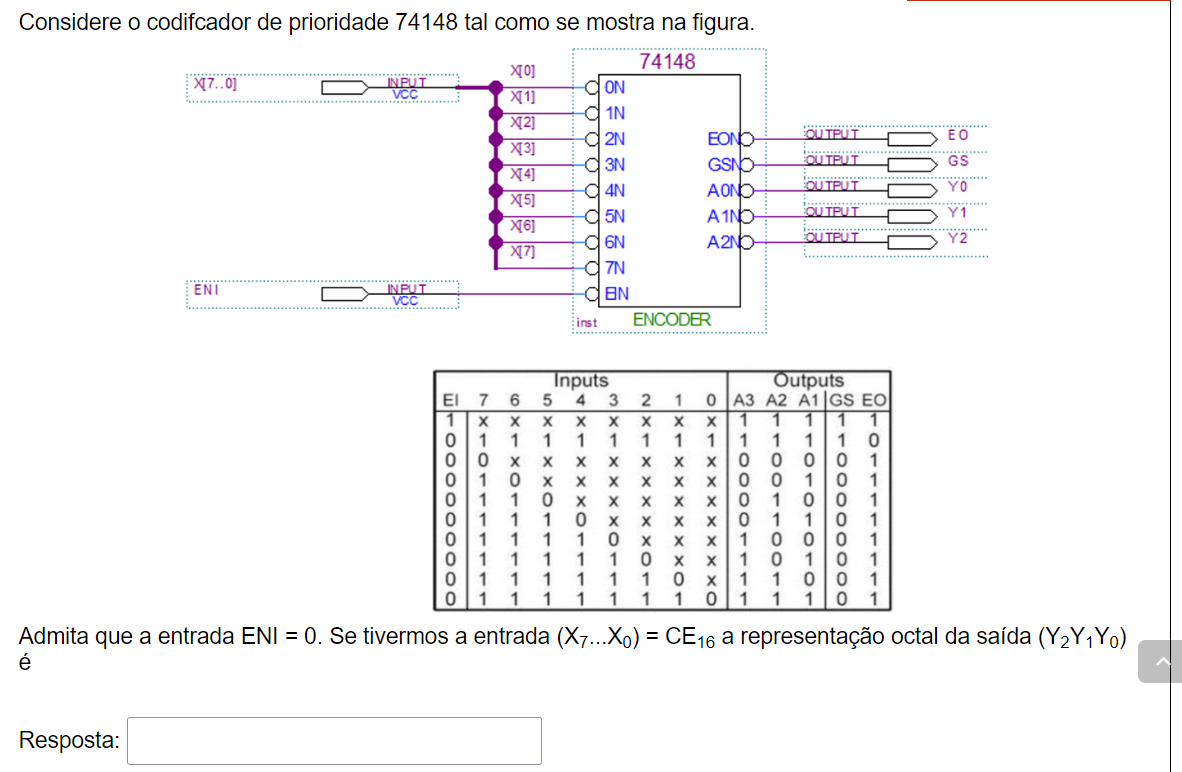 Considere o codifcador de prioridade 74148 tal como se mostra na figura.
74148
X[7..0]
INPUT
VCC
X[0]
X[1]
X[2]
X[3]
X[4]
X[5]
X[6]
X[7]
0N
1N
2N
3N
4N
5N
6N
7N
EIN
EON
GSN
A0N
A1N
A2N
OUTPUT EO
OUTPUT GS
OUTPUT Y0
OUTPUT Y1
OUTPUT Y2
ENI
INPUT
VCC
inst ENCODER
Inputs Outputs
EI 7 6 5 4 3 2 1 0 A3 A2 A1 GS EO
1 x x x x x x x x 1 1 1 1 1
0 1 1 1 1 1 1 1 1 1 1 1 1 0
0 0 x x x x x x x 0 0 0 0 1
0 1 0 x x x x x x 0 0 1 0 1
0 1 1 0 x x x x x 0 1 0 0 1
0 1 1 1 0 x x x x 0 1 1 0 1
0 1 1 1 1 0 x x x 1 0 0 0 1
0 1 1 1 1 1 0 x x 1 0 1 0 1
0 1 1 1 1 1 1 0 x 1 1 0 0 1
0 1 1 1 1 1 1 1 0 1 1 1 0 1
Admita que a entrada ENI = 0. Se tivermos a entrada (X₇...X₀) = CE₁₆ a representação octal da saída (Y₂Y₁Y₀)
é
Resposta: